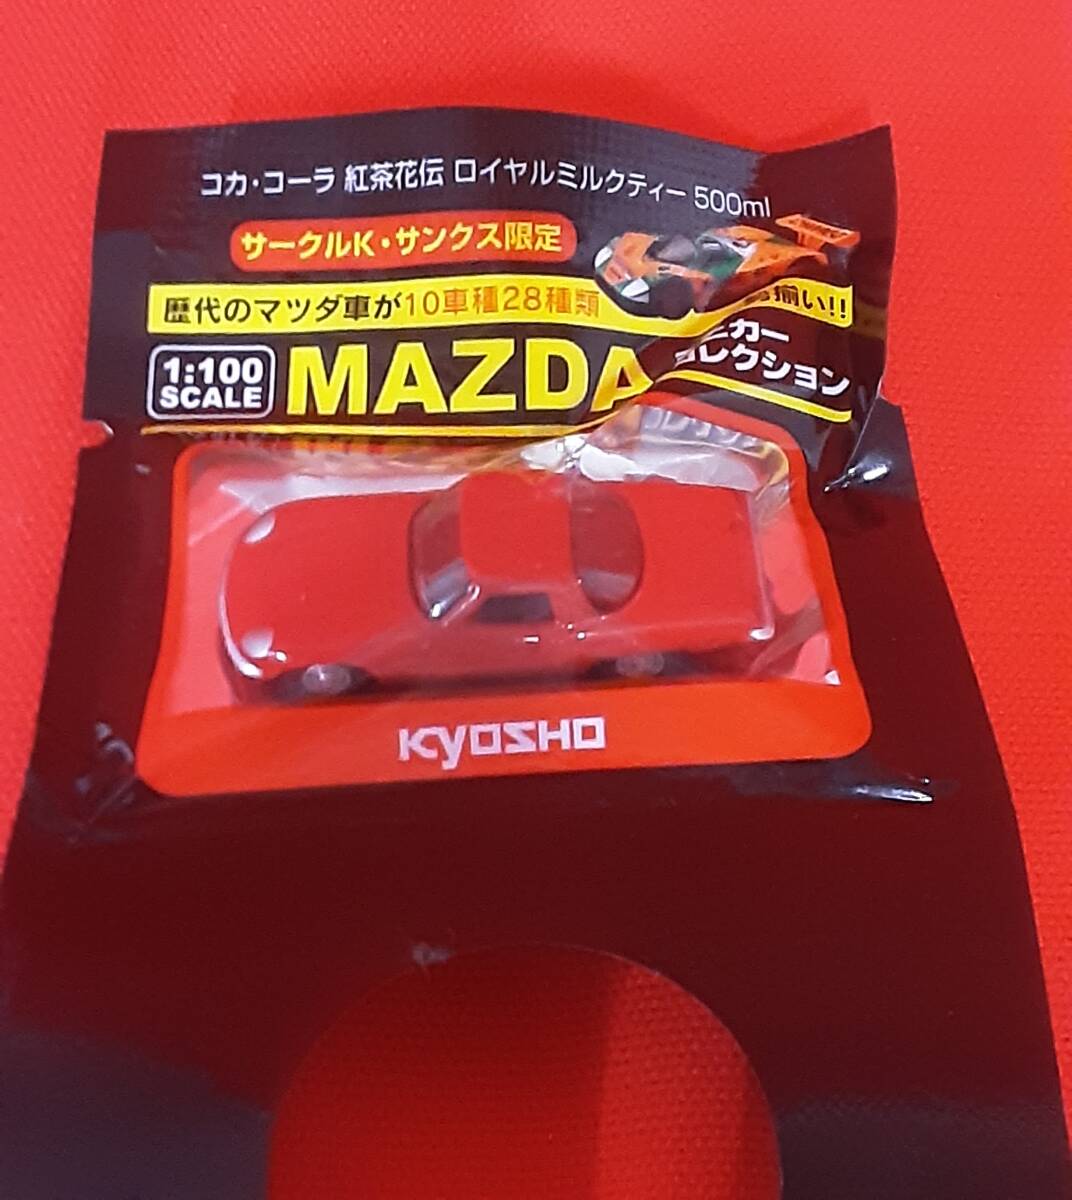 コカ・コーラ 紅茶花伝 ロイヤルミルクティー 500ml
サークルK・サンクス限定
歴代のマツダ車が10車種28種類 揃い!!
1:100
SCALE
MAZDA
ニカー
コレクション
KYOSHO